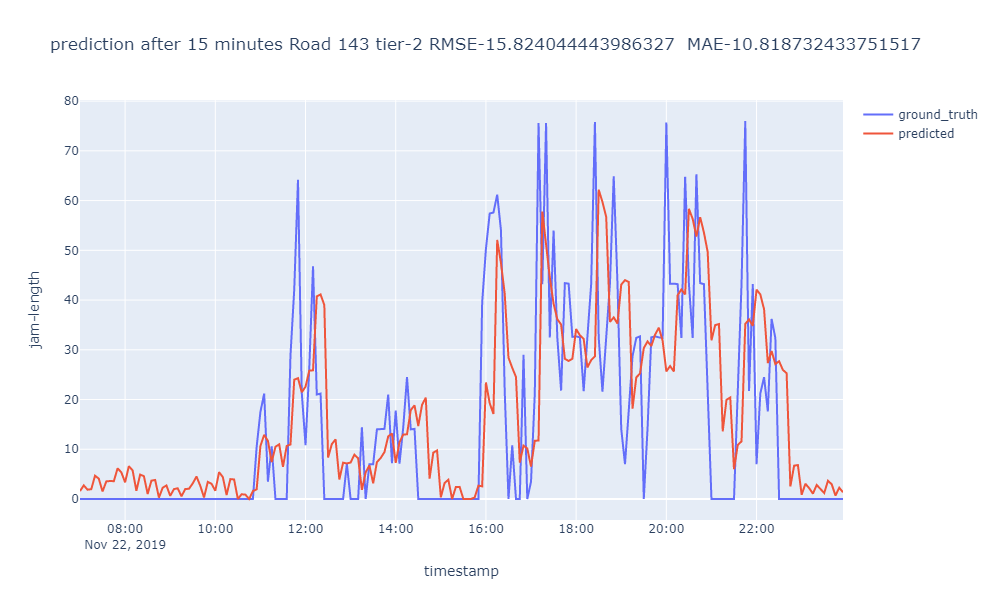 prediction after 15 minutes Road 143 tier-2 RMSE-15.824044443986327  MAE-10.818732433751517
ground_truth
predicted
80
70
60
50
40
30
20
10
0
jam-length
08:00 10:00 12:00 14:00 16:00 18:00 20:00 22:00
Nov 22, 2019
timestamp